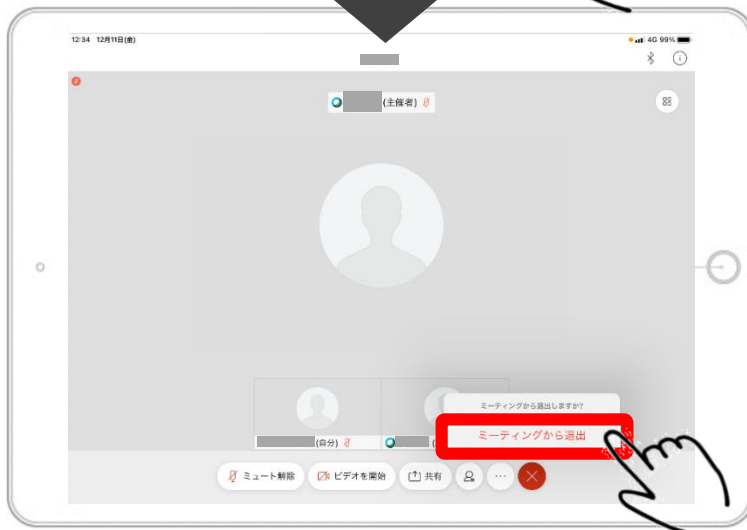 12:34 12月11日(金)
4G 99%
(主催者)
(自分)
ミーティングから退出しますか?
ミーティングから退出
ミュート解除
ビデオを開始
共有